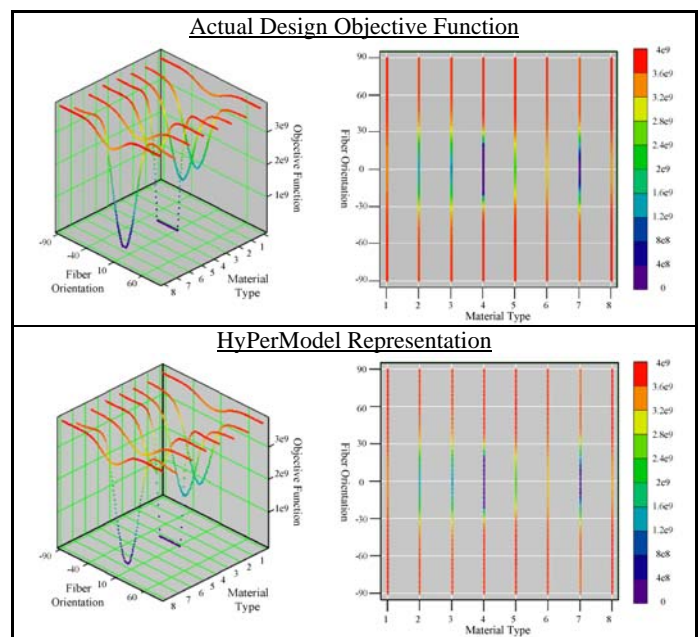 Actual Design Objective Function
3e9
2e9
1e9
Objective Function
-90
-40
10
60
Fiber
Orientation
8 7 6 5 4 3 2 1
Material
Type
90
60
30
0
-30
-60
-90
Fiber Orientation
1 2 3 4 5 6 7 8
Material Type
4e9
3.6e9
3.2e9
2.8e9
2.4e9
2e9
1.6e9
1.2e9
8e8
4e8
0
HyPerModel Representation
3e9
2e9
1e9
Objective Function
-90
-40
10
60
Fiber
Orientation
8 7 6 5 4 3 2 1
Material
Type
90
60
30
0
-30
-60
-90
Fiber Orientation
1 2 3 4 5 6 7 8
Material Type
4e9
3.6e9
3.2e9
2.8e9
2.4e9
2e9
1.6e9
1.2e9
8e8
4e8
0